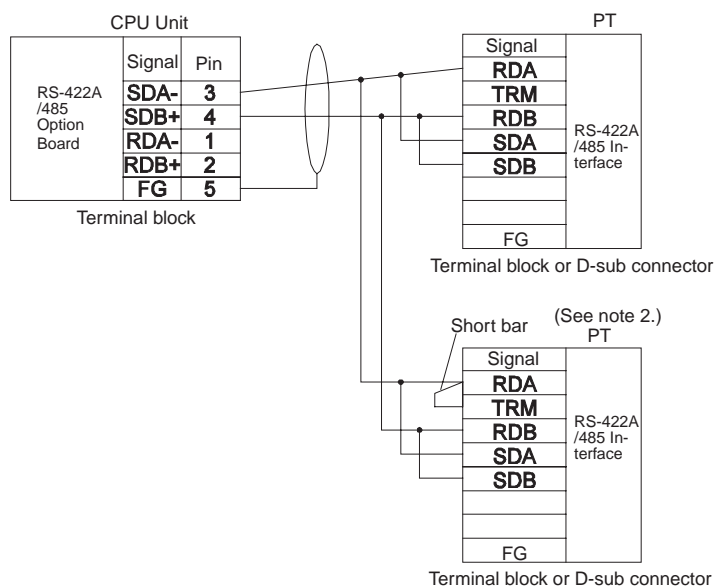 CPU Unit
Signal Pin
RS-422A
/485
Option
Board
SDA- 3
SDB+ 4
RDA- 1
RDB+ 2
FG 5
Terminal block
PT
Signal
RDA
TRM
RDB
SDA
SDB
FG
RS-422A
/485 In-
terface
Terminal block or D-sub connector
Short bar
(See note 2.)
PT
Signal
RDA
TRM
RDB
SDA
SDB
FG
RS-422A
/485 In-
terface
Terminal block or D-sub connector